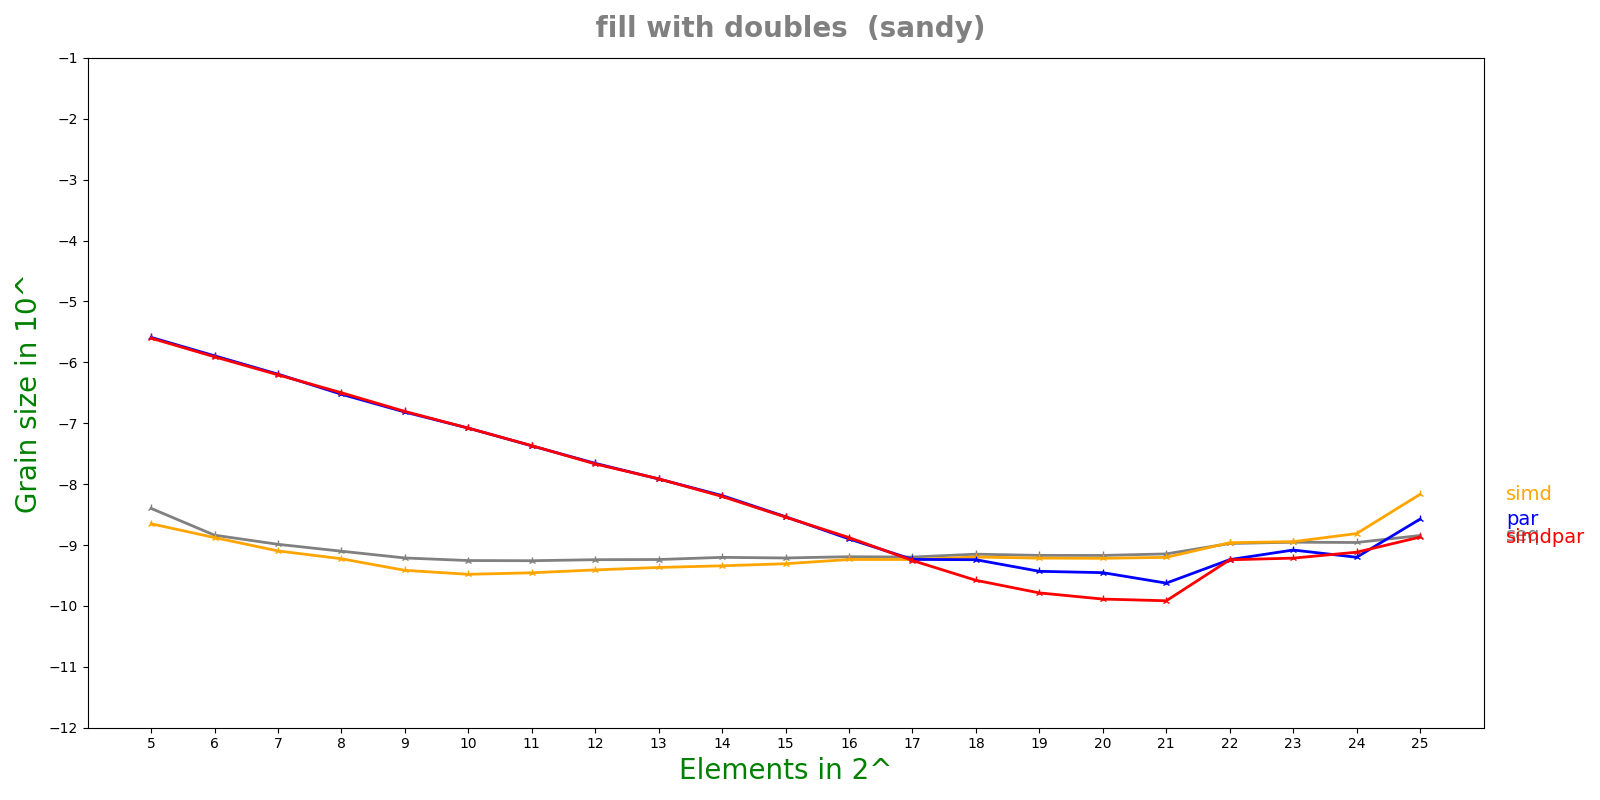 fill with doubles (sandy)
Grain size in 10^
−1
−2
−3
−4
−5
−6
−7
−8
−9
−10
−11
−12
simd
par
seq
simdpar
5 6 7 8 9 10 11 12 13 14 15 16 17 18 19 20 21 22 23 24 25
Elements in 2^